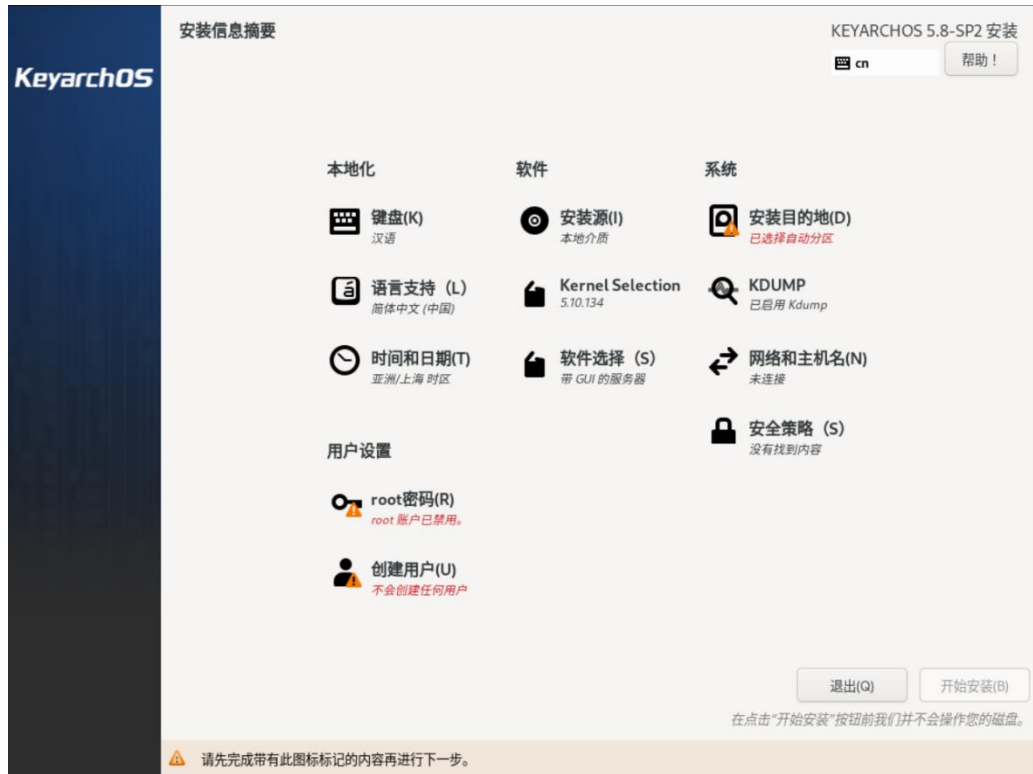 KeyarchOS
安装信息摘要
KEYARCHOS 5.8-SP2 安装
cn
帮助！
本地化
键盘(K)
汉语
语言支持（L）
简体中文 (中国)
时间和日期(T)
亚洲/上海 时区
软件
安装源(I)
本地介质
Kernel Selection
5.10.134
软件选择（S）
带 GUI 的服务器
系统
安装目的地(D)
已选择自动分区
KDUMP
已启用 Kdump
网络和主机名(N)
未连接
安全策略（S）
没有找到内容
用户设置
root密码(R)
root 账户已禁用。
创建用户(U)
不会创建任何用户
退出(Q)
开始安装(B)
在点击"开始安装"按钮前我们并不会操作您的磁盘。
请先完成带有此图标标记的内容再进行下一步。